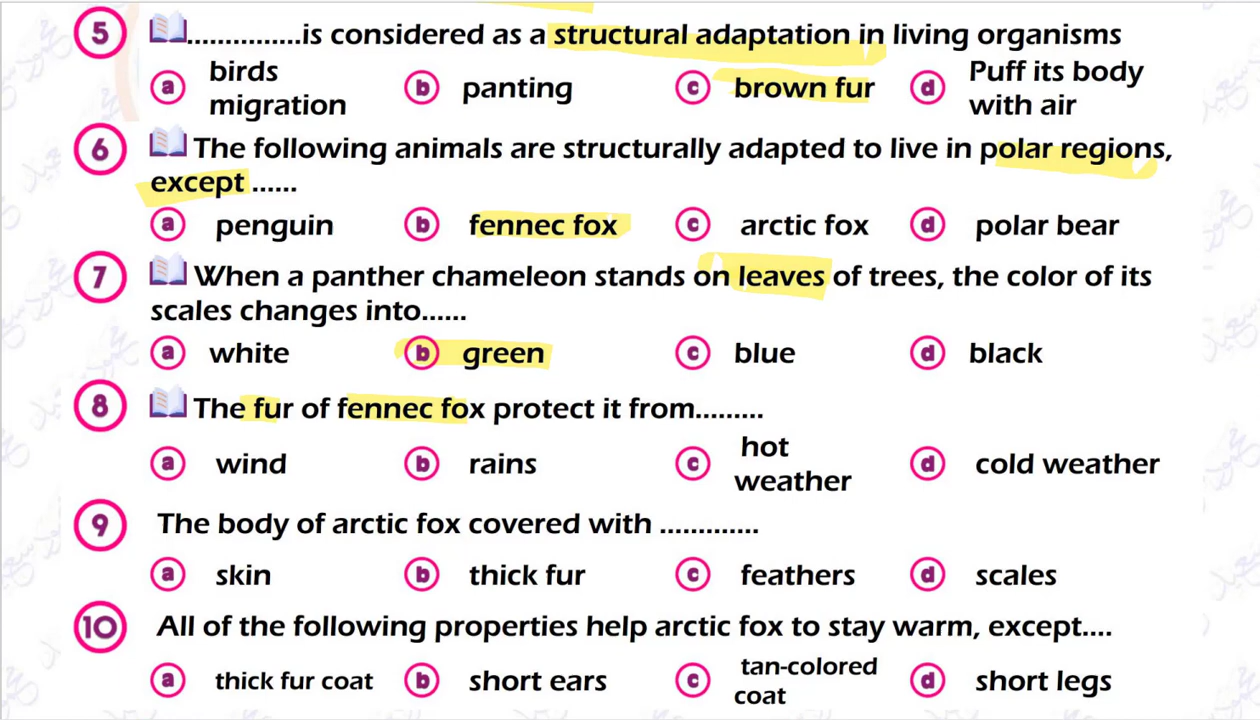 5 ...............is considered as a structural adaptation in living organisms
a birds migration b panting c brown fur d Puff its body with air
6 The following animals are structurally adapted to live in polar regions,
except ......
a penguin b fennec fox c arctic fox d polar bear
7 When a panther chameleon stands on leaves of trees, the color of its
scales changes into......
a white b green c blue d black
8 The fur of fennec fox protect it from.........
a wind b rains c hot weather d cold weather
9 The body of arctic fox covered with .............
a skin b thick fur c feathers d scales
10 All of the following properties help arctic fox to stay warm, except....
a thick fur coat b short ears c tan-colored coat d short legs